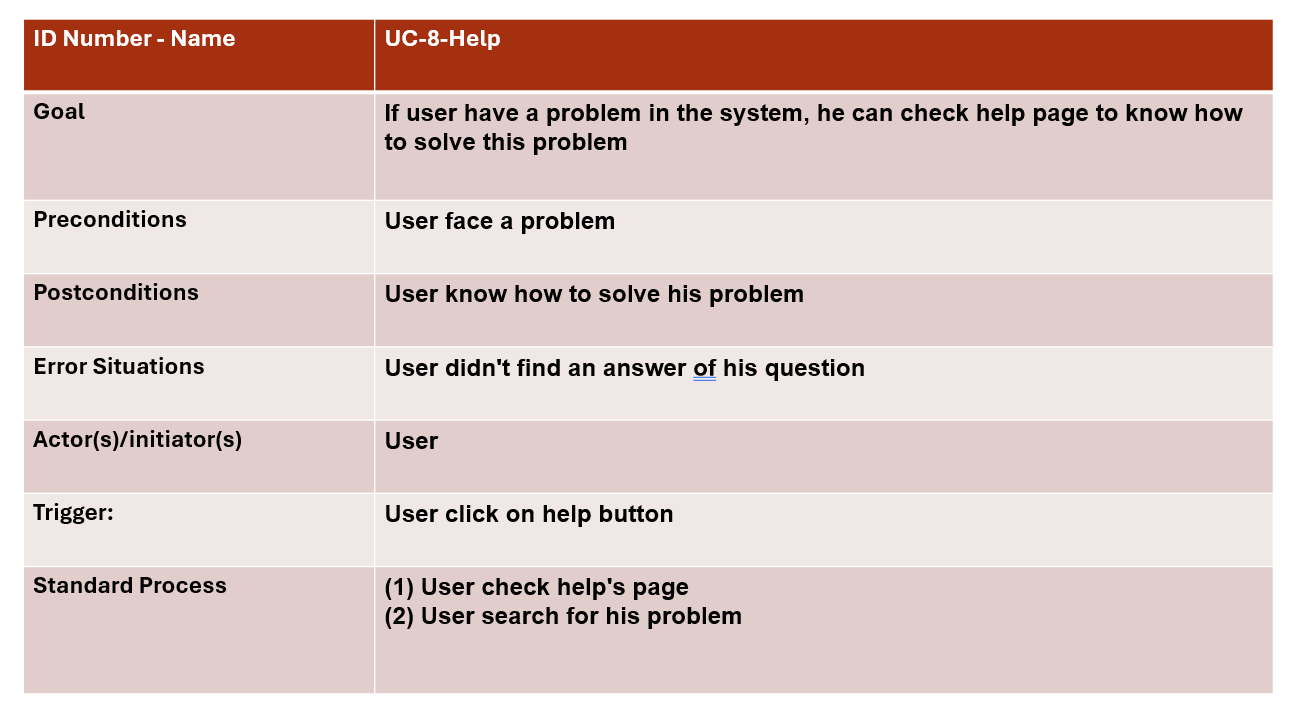 ID Number - Name
UC-8-Help
Goal
If user have a problem in the system, he can check help page to know how
to solve this problem
Preconditions
User face a problem
Postconditions
User know how to solve his problem
Error Situations
User didn't find an answer of his question
Actor(s)/initiator(s)
User
Trigger:
User click on help button
Standard Process
(1) User check help's page
(2) User search for his problem